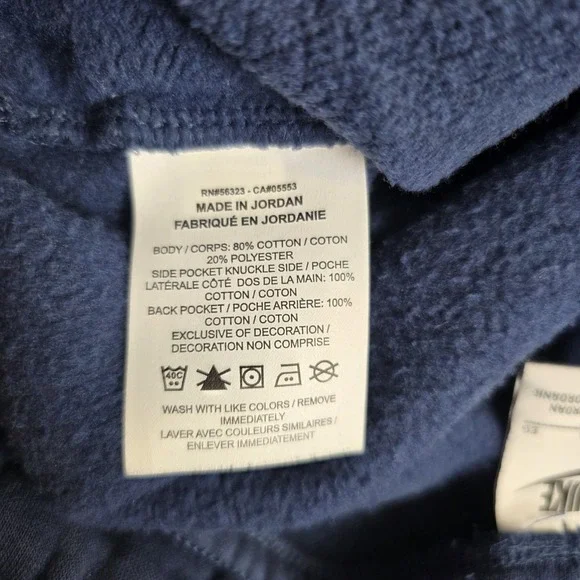 RN#56323 - CA#05553
MADE IN JORDAN
FABRIQUÉ EN JORDANIE
BODY / CORPS: 80% COTTON / COTON
20% POLYESTER
SIDE POCKET KNUCKLE SIDE / POCHE
LATÉRALE CÔTÉ DOS DE LA MAIN: 100%
COTTON / COTON
BACK POCKET / POCHE ARRIÈRE: 100%
COTTON / COTON
EXCLUSIVE OF DECORATION /
DECORATION NON COMPRISE
40C
WASH WITH LIKE COLORS / REMOVE
IMMEDIATELY
LAVER AVEC COULEURS SIMILAIRES /
ENLEVER IMMEDIATEMENT